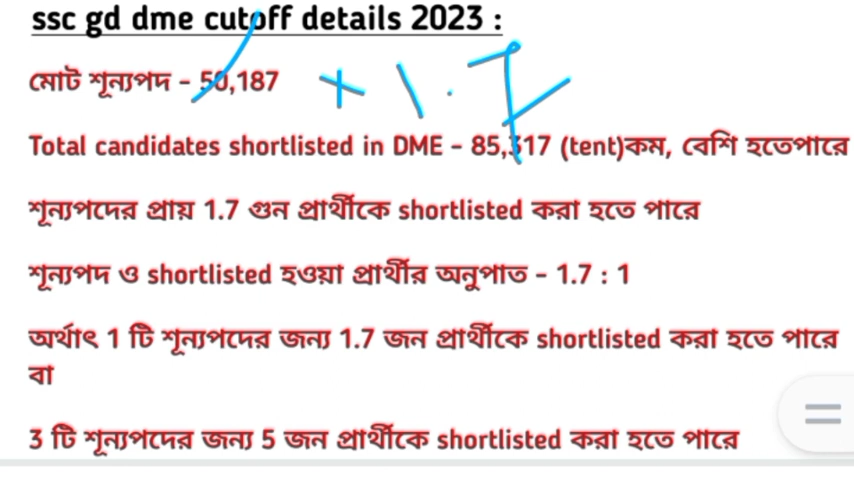 ssc gd dme cutoff details 2023 :
মোট শূন্যপদ - 50,187 + 1.7
Total candidates shortlisted in DME - 85,317 (tent)কম, বেশি হতেপারে
শূন্যপদের প্রায় 1.7 গুন প্রার্থীকে shortlisted করা হতে পারে
শূন্যপদ ও shortlisted হওয়া প্রার্থীর অনুপাত - 1.7 : 1
অর্থাৎ 1 টি শূন্যপদের জন্য 1.7 জন প্রার্থীকে shortlisted করা হতে পারে
বা
3 টি শূন্যপদের জন্য 5 জন প্রার্থীকে shortlisted করা হতে পারে